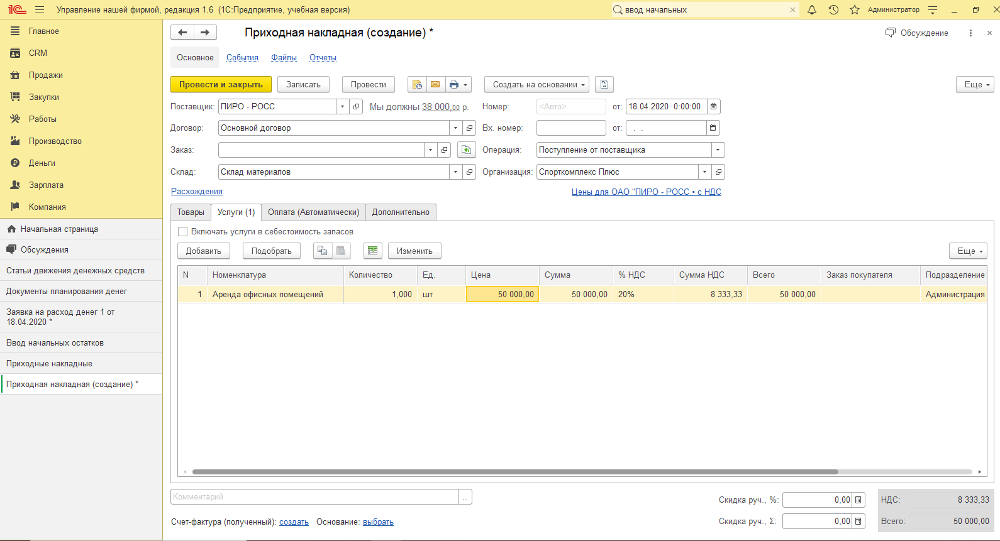 1С Управление нашей фирмой, редакция 1.6 (1С:Предприятие, учебная версия) ввод начальных Администратор
Главное
CRM
Продажи
Закупки
Работы
Производство
Деньги
Зарплата
Компания
Начальная страница
Обсуждения
Статьи движения денежных средств
Документы планирования денег
Заявка на расход денег 1 от
18.04.2020 *
Ввод начальных остатков
Приходные накладные
Приходная накладная (создание) *
Приходная накладная (создание) * Обсуждение
Основное События Файлы Отчеты
Провести и закрыть Записать Провести Создать на основании Еще
Поставщик: ПИРО - РОСС Мы должны 38 000,00 р. Номер: <Авто> от: 18.04.2020 0:00:00
Договор: Основной договор Вх. номер: от: . .
Заказ: Операция: Поступление от поставщика
Склад: Склад материалов Организация: Спорткомплекс Плюс
Расхождения Цены для ОАО "ПИРО - РОСС • с НДС
Товары Услуги (1) Оплата (Автоматически) Дополнительно
Включать услуги в себестоимость запасов
Добавить Подобрать Изменить Еще
N Номенклатура Количество Ед. Цена Сумма % НДС Сумма НДС Всего Заказ покупателя Подразделение
1 Аренда офисных помещений 1,000 шт 50 000,00 50 000,00 20% 8 333,33 50 000,00 Администрация
Комментарий ... Скидка руч., %: 0,00 НДС: 8 333,33
Счет-фактура (полученный): создать Основание: выбрать Скидка руч., Σ: 0,00 Всего: 50 000,00